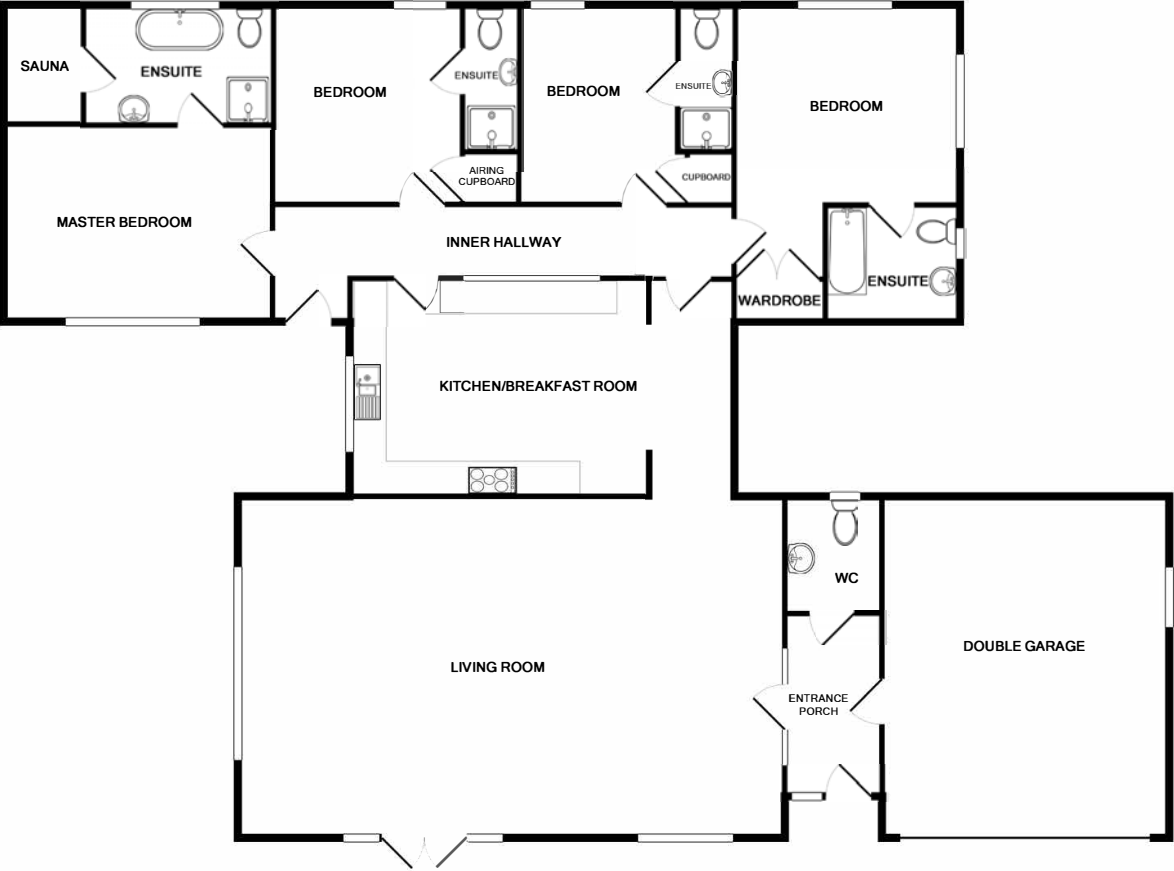 SAUNA
ENSUITE
BEDROOM
ENSUITE
BEDROOM
ENSUITE
BEDROOM
AIRING
CUPBOARD
CUPBOARD
MASTER BEDROOM
INNER HALLWAY
WARDROBE
ENSUITE
KITCHEN/BREAKFAST ROOM
WC
LIVING ROOM
ENTRANCE
PORCH
DOUBLE GARAGE